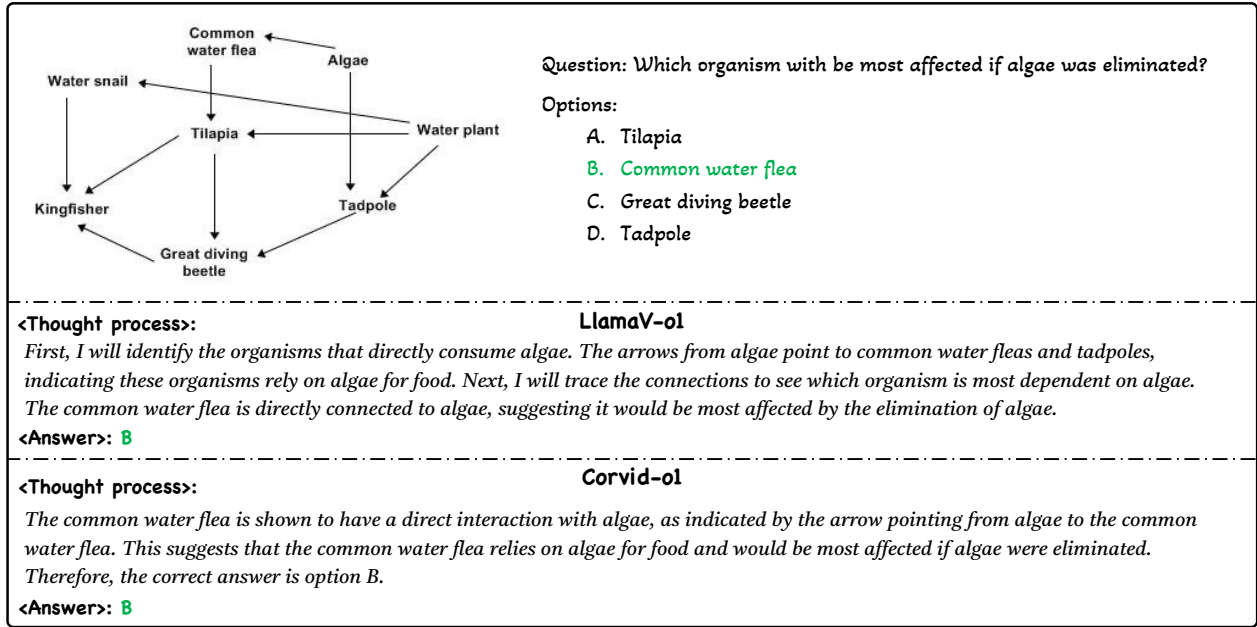 Common
water flea
Algae
Water snail
Tilapia
Water plant
Kingfisher
Tadpole
Great diving
beetle
Question: Which organism with be most affected if algae was eliminated?
Options:
A. Tilapia
B. Common water flea
C. Great diving beetle
D. Tadpole
LlamaV-o1
<Thought process>:
First, I will identify the organisms that directly consume algae. The arrows from algae point to common water fleas and tadpoles,
indicating these organisms rely on algae for food. Next, I will trace the connections to see which organism is most dependent on algae.
The common water flea is directly connected to algae, suggesting it would be most affected by the elimination of algae.
<Answer>: B
Corvid-o1
<Thought process>:
The common water flea is shown to have a direct interaction with algae, as indicated by the arrow pointing from algae to the common
water flea. This suggests that the common water flea relies on algae for food and would be most affected if algae were eliminated.
Therefore, the correct answer is option B.
<Answer>: B